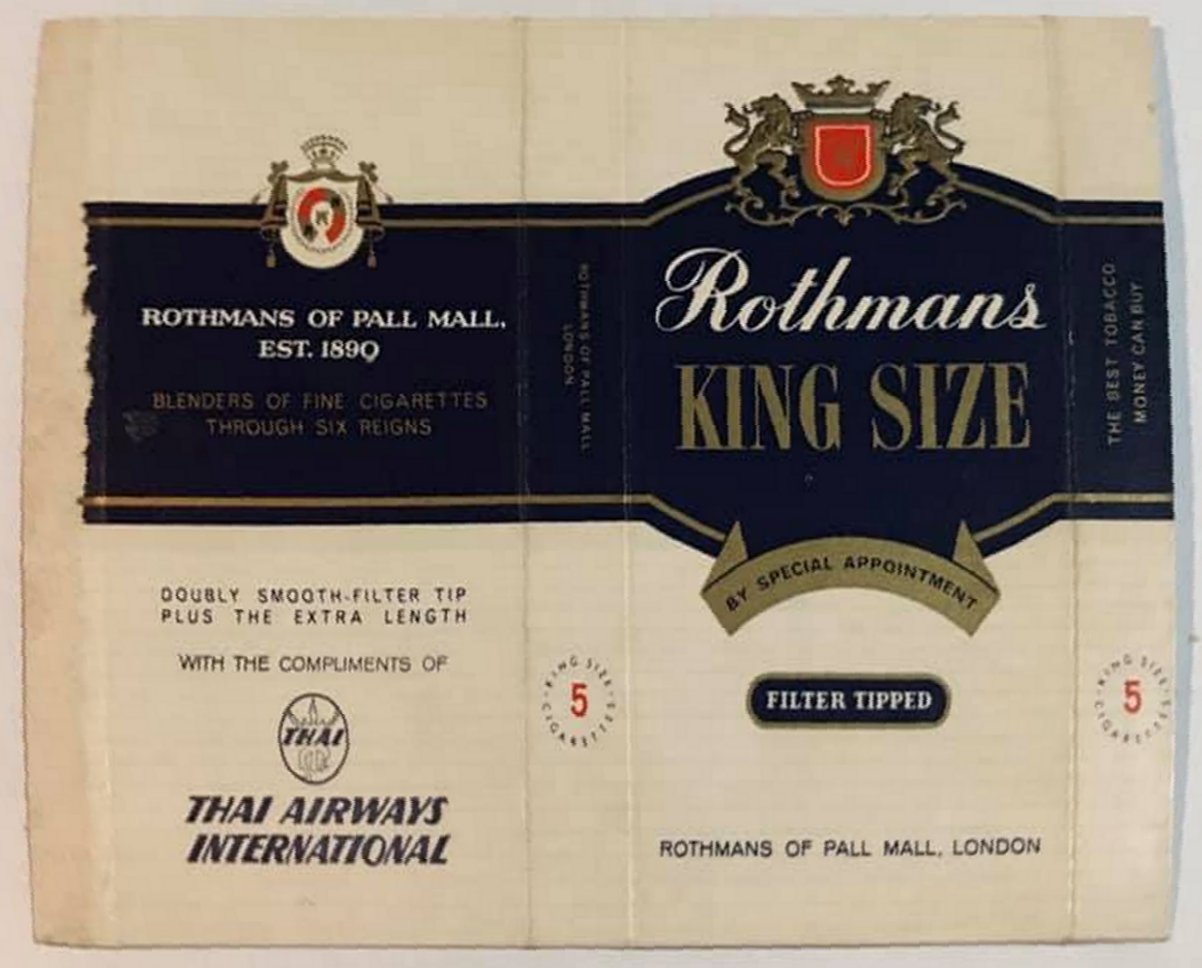 ROTHMANS OF PALL MALL,
EST. 1890
BLENDERS OF FINE CIGARETTES
THROUGH SIX REIGNS
DOUBLY SMOOTH-FILTER TIP
PLUS THE EXTRA LENGTH
WITH THE COMPLIMENTS OF
THAI
THAI AIRWAYS
INTERNATIONAL
ROTHMANS OF PALL MALL
LONDON
KING SIZE
5
CIGARETTES
Rothmans
KING SIZE
BY SPECIAL APPOINTMENT
FILTER TIPPED
ROTHMANS OF PALL MALL, LONDON
THE BEST TOBACCO
MONEY CAN BUY
KING SIZE
5
CIGARETTES